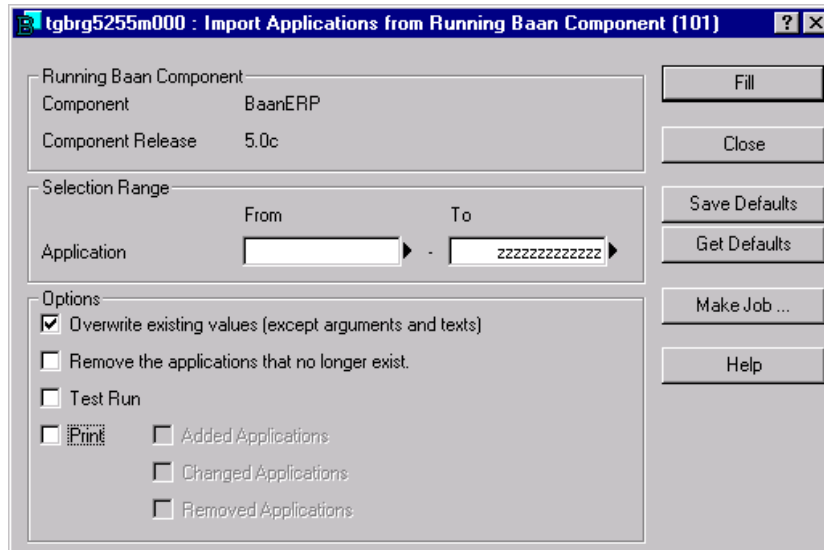 tgbrg5255m000 : Import Applications from Running Baan Component (101)
Running Baan Component
Component BaanERP
Component Release 5.0c
Selection Range
From To
Application - zzzzzzzzzzzzz
Options
Overwrite existing values (except arguments and texts)
Remove the applications that no longer exist.
Test Run
Print Added Applications
Changed Applications
Removed Applications
Fill
Close
Save Defaults
Get Defaults
Make Job ...
Help